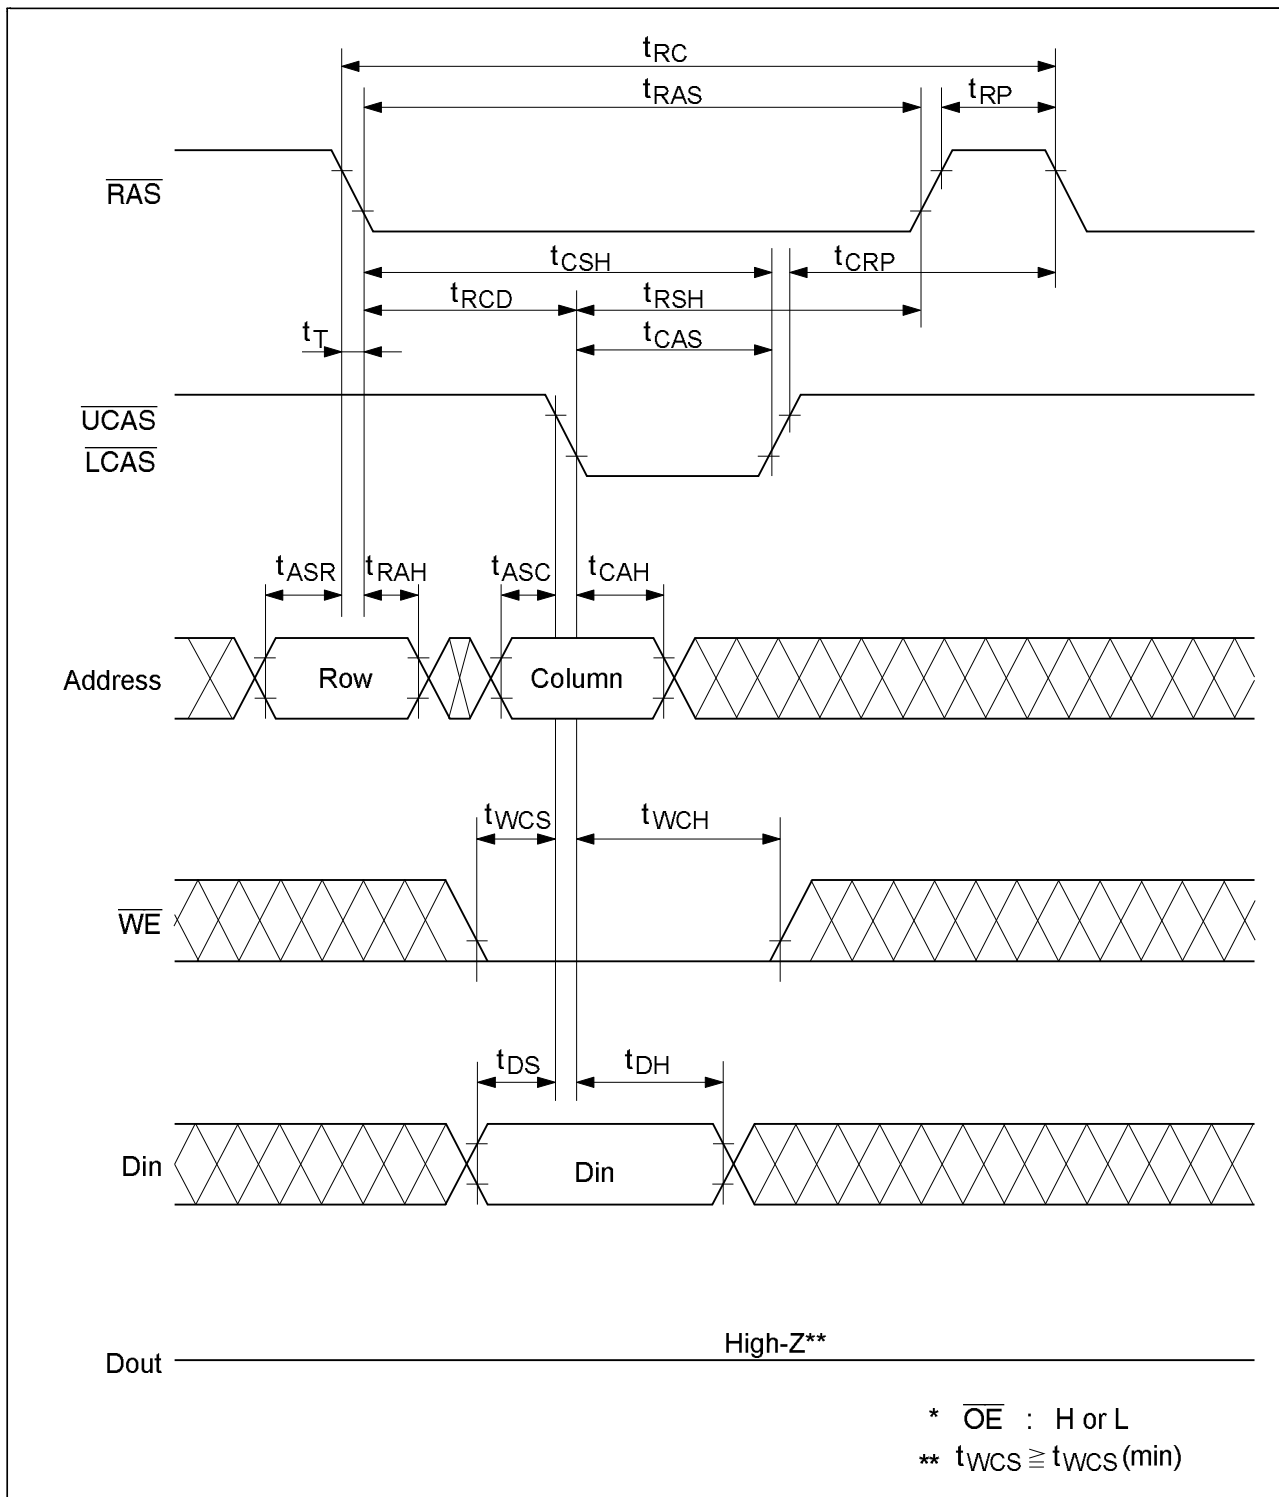 tRC
tRAS
tRP
RAS
tCSH
tCRP
tRCD
tRSH
tT
tCAS
UCAS
LCAS
tASR
tRAH
tASC
tCAH
Address
Row
Column
tWCS
tWCH
WE
tDS
tDH
Din
Din
High-Z**
Dout
* OE : H or L
** tWCS ≧ tWCS (min)